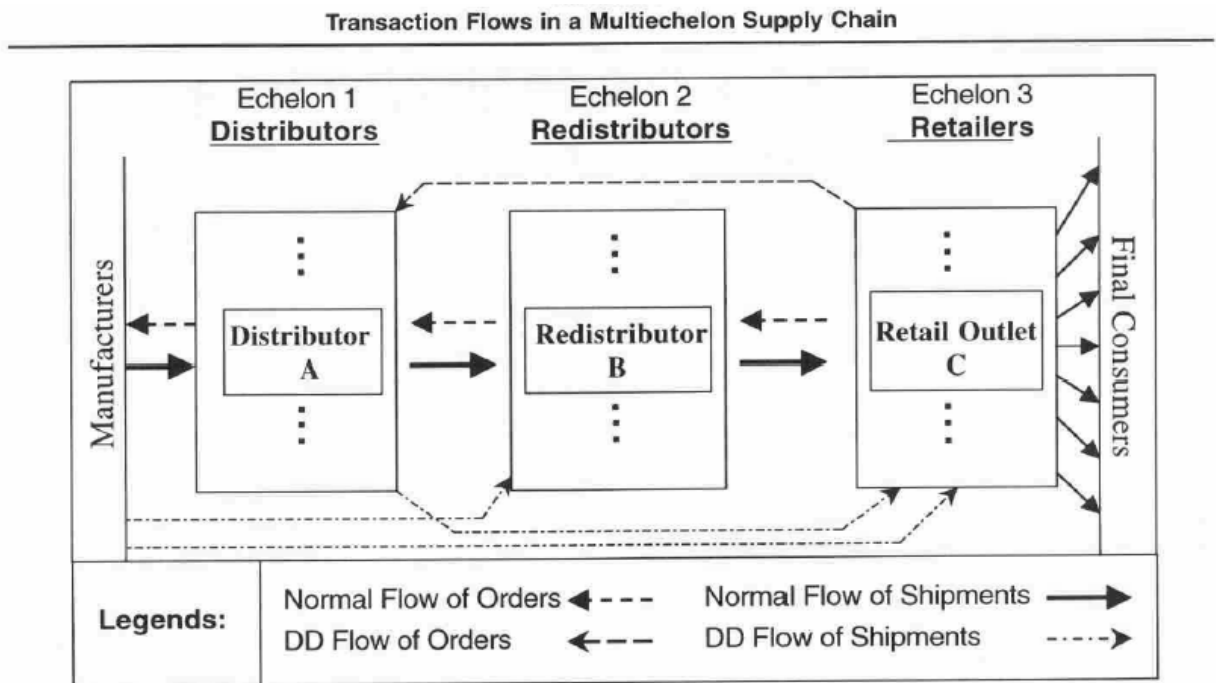 Transaction Flows in a Multiechelon Supply Chain
Echelon 1
Distributors
Echelon 2
Redistributors
Echelon 3
Retailers
Manufacturers
Distributor
A
Redistributor
B
Retail Outlet
C
Final Consumers
Legends:
Normal Flow of Orders
Normal Flow of Shipments
DD Flow of Orders
DD Flow of Shipments